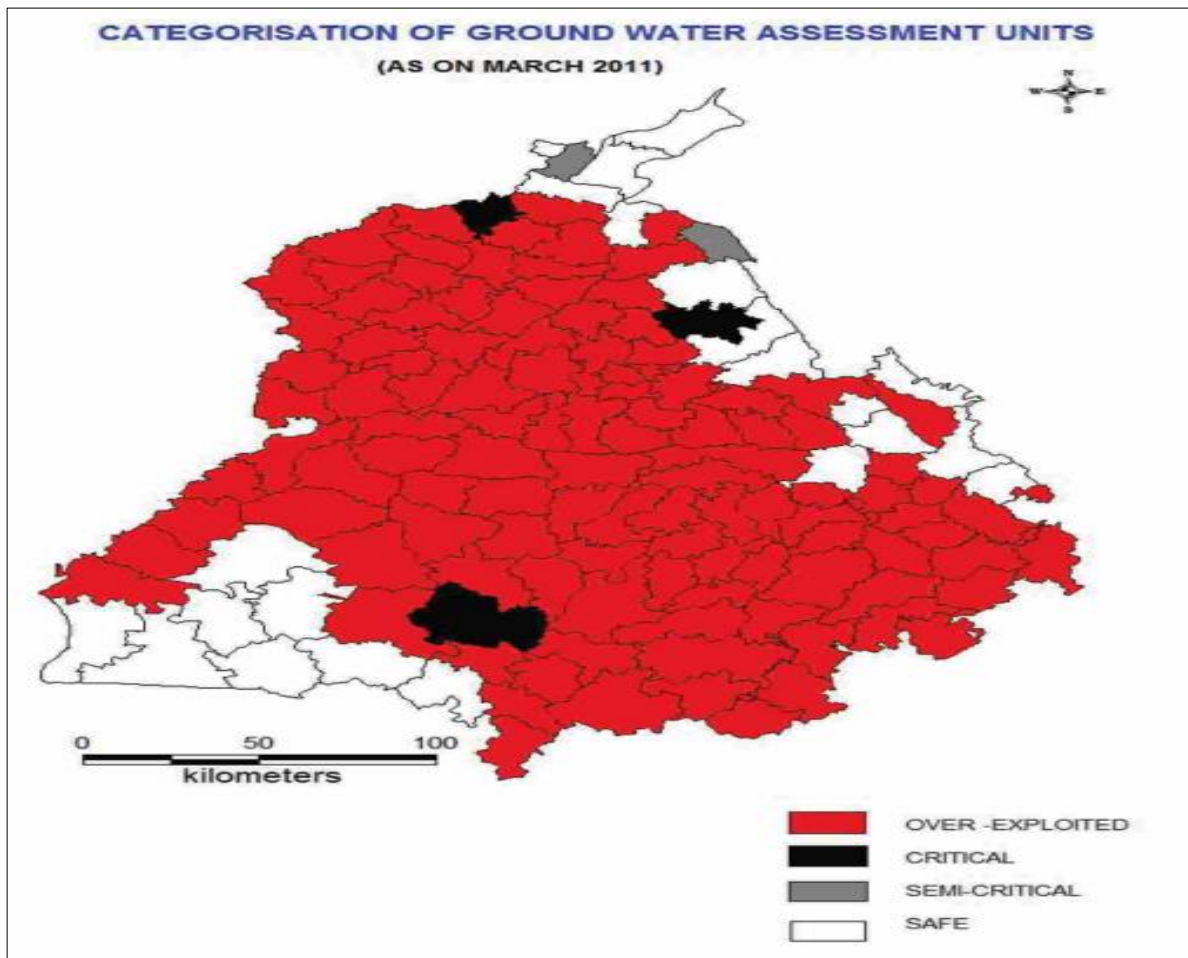 CATEGORISATION OF GROUND WATER ASSESSMENT UNITS
(AS ON MARCH 2011)
N
W E
S
0 50 100
kilometers
OVER -EXPLOITED
CRITICAL
SEMI-CRITICAL
SAFE